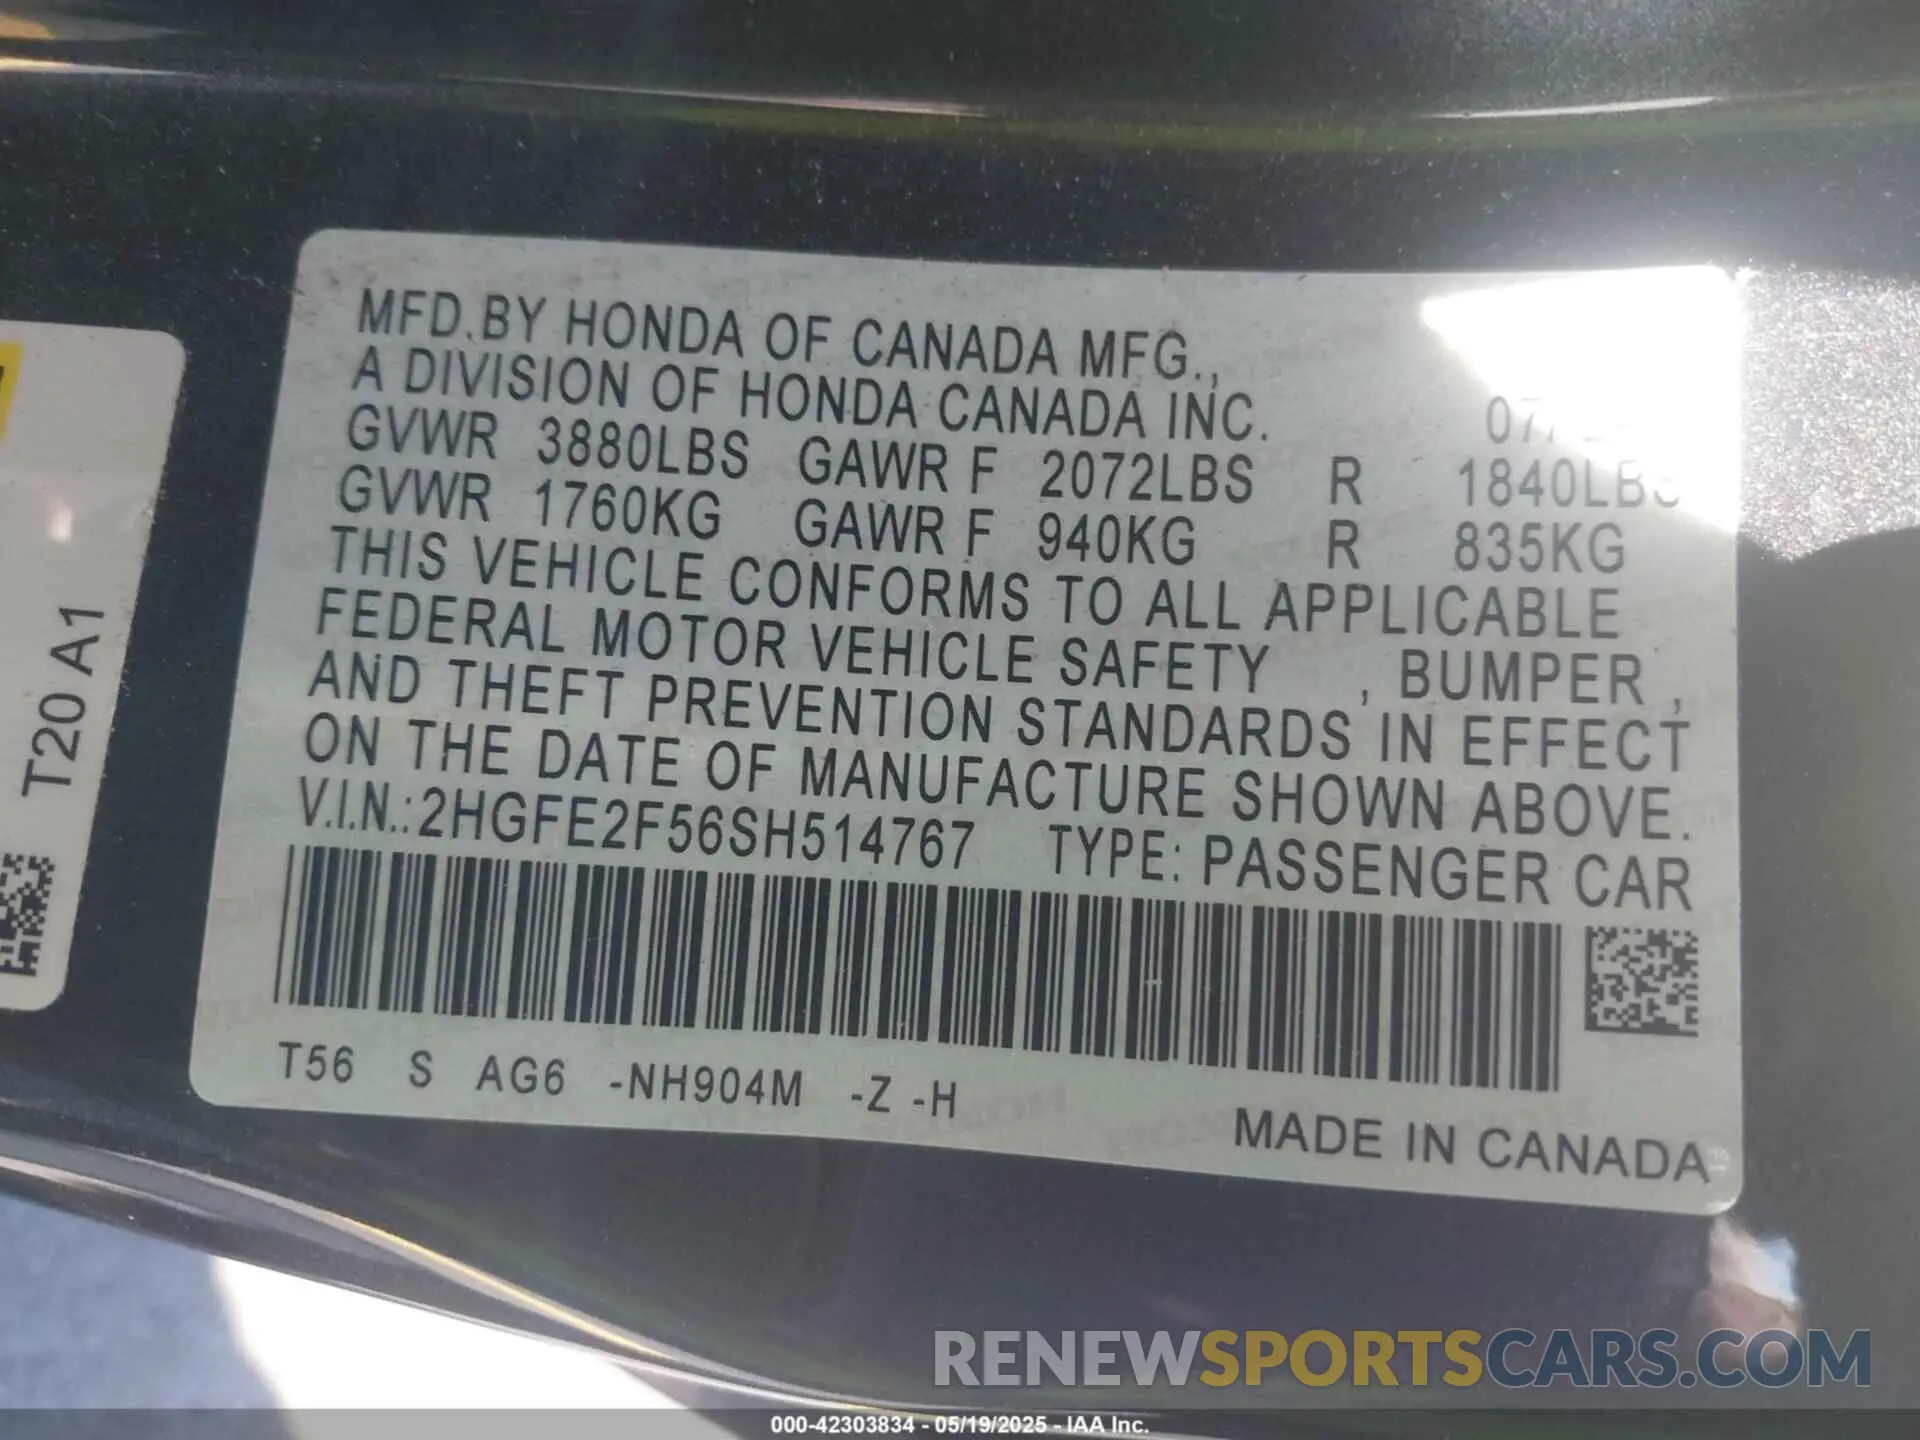 MFD.BY HONDA OF CANADA MFG.,
A DIVISION OF HONDA CANADA INC.
GVWR 3880LBS GAWR F 2072LBS R 1840LBS
GVWR 1760KG GAWR F 940KG R 835KG
THIS VEHICLE CONFORMS TO ALL APPLICABLE
FEDERAL MOTOR VEHICLE SAFETY , BUMPER ,
AND THEFT PREVENTION STANDARDS IN EFFECT
ON THE DATE OF MANUFACTURE SHOWN ABOVE.
V.I.N.:2HGFE2F56SH514767 TYPE: PASSENGER CAR
T56 S AG6 -NH904M -Z -H
MADE IN CANADA
T20 A1
RENEWSPORTSCARS.COM
000-42303834 - 05/19/2025 - IAA Inc.